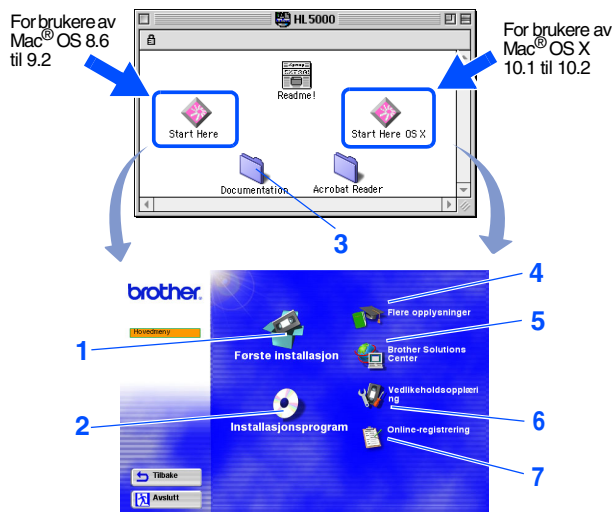 For brukere av
Mac® OS 8.6
til 9.2
HL5000
For brukere av
Mac® OS X
10.1 til 10.2
Readme!
Start Here
Start Here OS X
Documentation
Acrobat Reader
3
brother.
Hovedmeny
1
Første installasjon
2
Installasjonsprogram
4
Flere opplysninger
5
Brother Solutions
Center
Vedlikeholdsopplæri
ng
6
Online-registrering
7
Tilbake
Avslutt